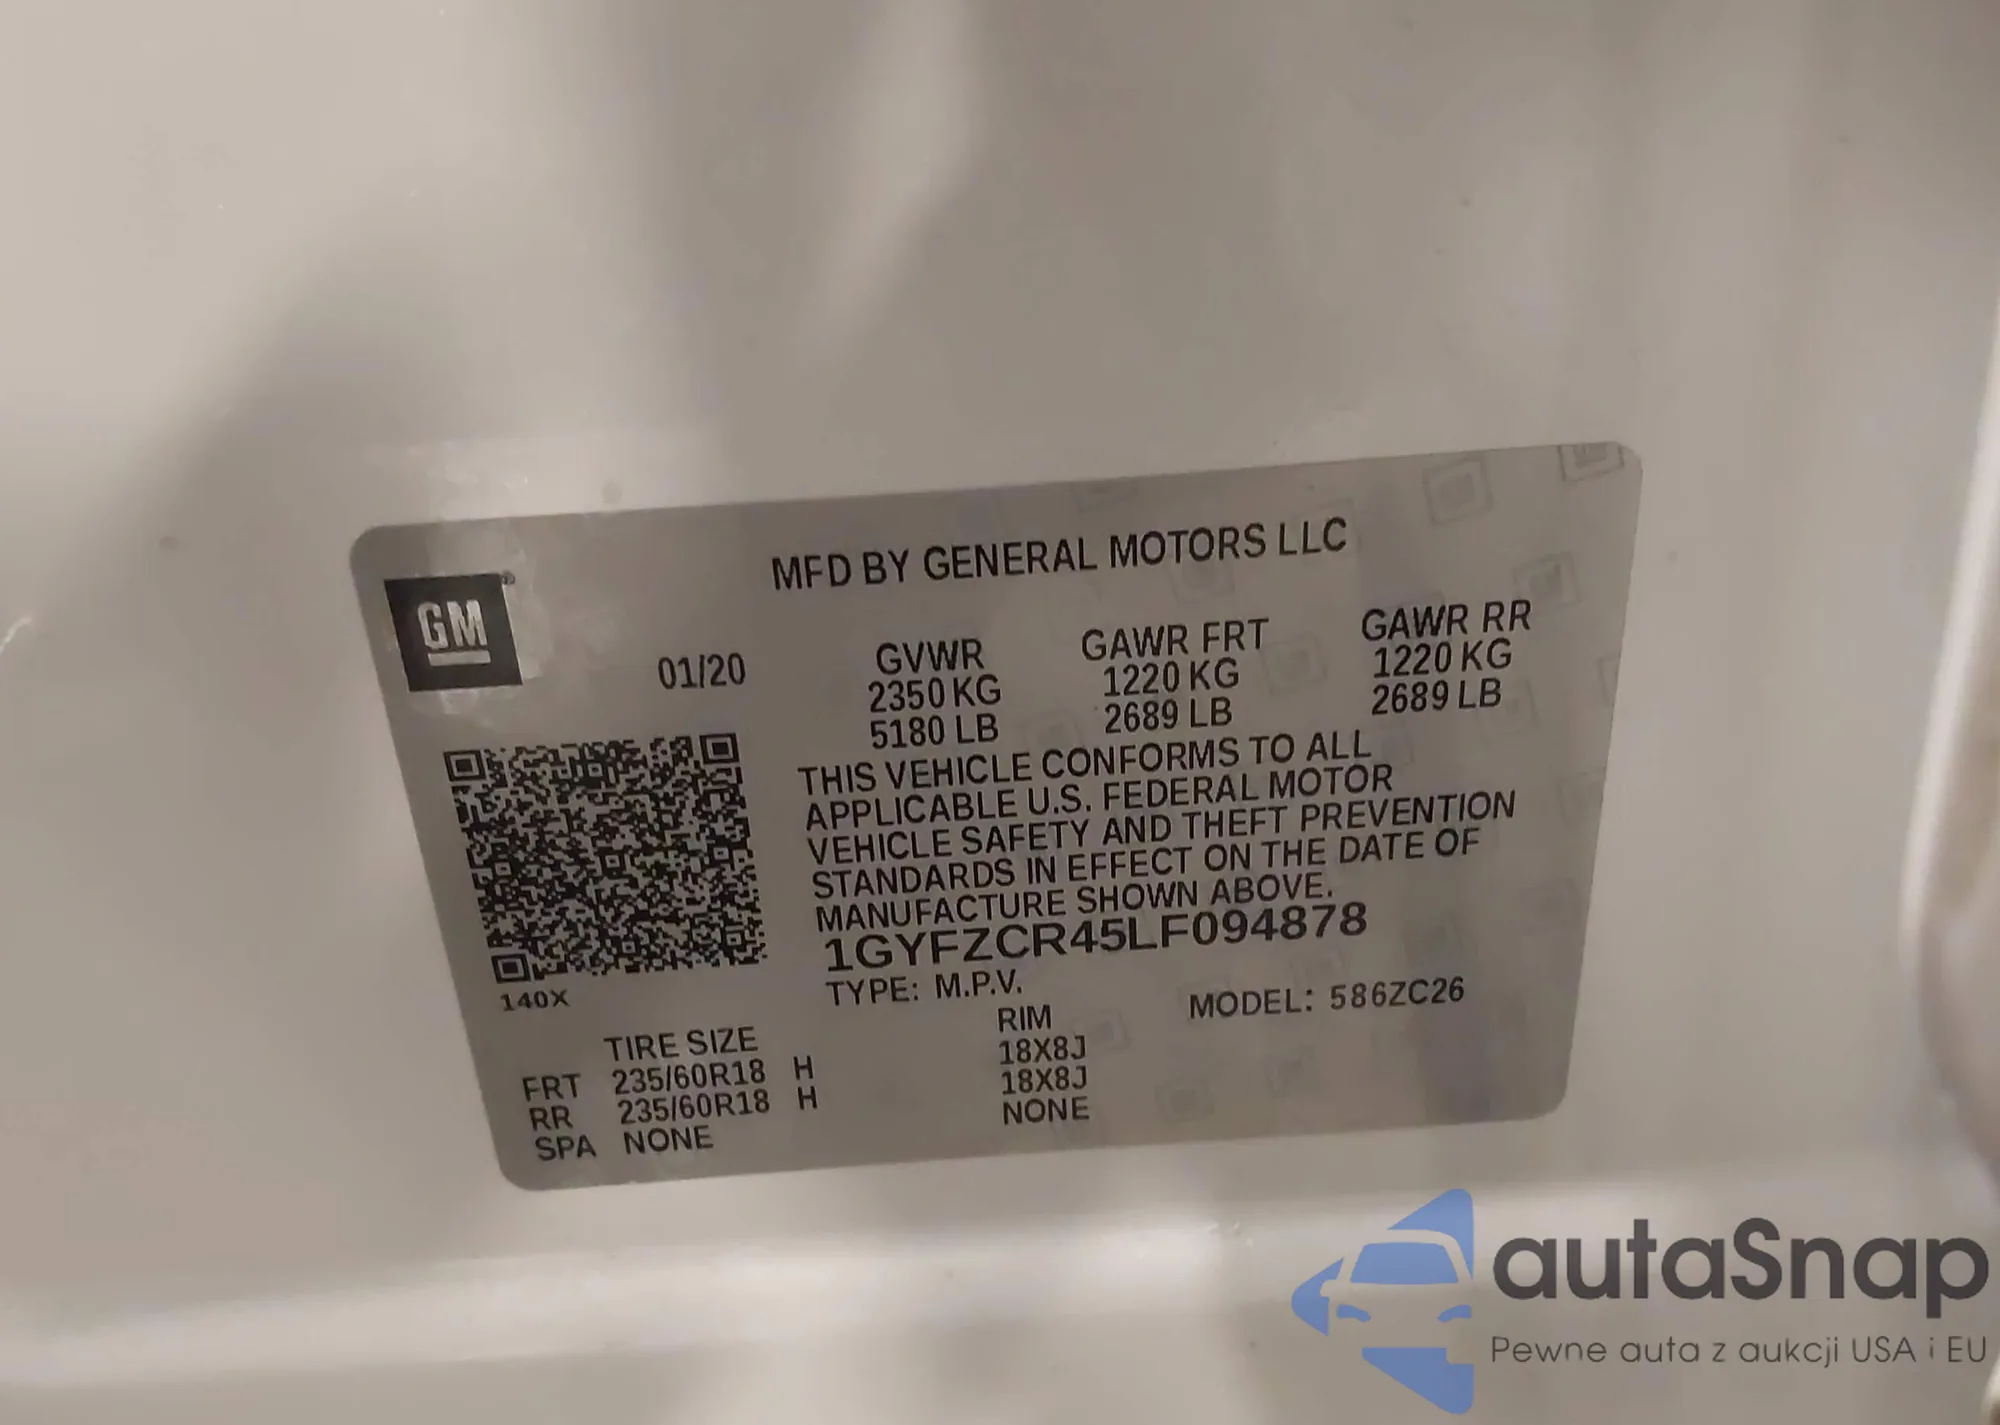 MFD BY GENERAL MOTORS LLC
GM®
01/20
GVWR
2350 KG
5180 LB
GAWR FRT
1220 KG
2689 LB
GAWR RR
1220 KG
2689 LB
THIS VEHICLE CONFORMS TO ALL
APPLICABLE U.S. FEDERAL MOTOR
VEHICLE SAFETY AND THEFT PREVENTION
STANDARDS IN EFFECT ON THE DATE OF
MANUFACTURE SHOWN ABOVE.
1GYFZCR45LF094878
140X
TYPE: M.P.V.
MODEL: 586ZC26
TIRE SIZE RIM
FRT 235/60R18 H 18X8J
RR 235/60R18 H 18X8J
SPA NONE NONE
autaSnap
Pewne auta z aukcji USA i EU